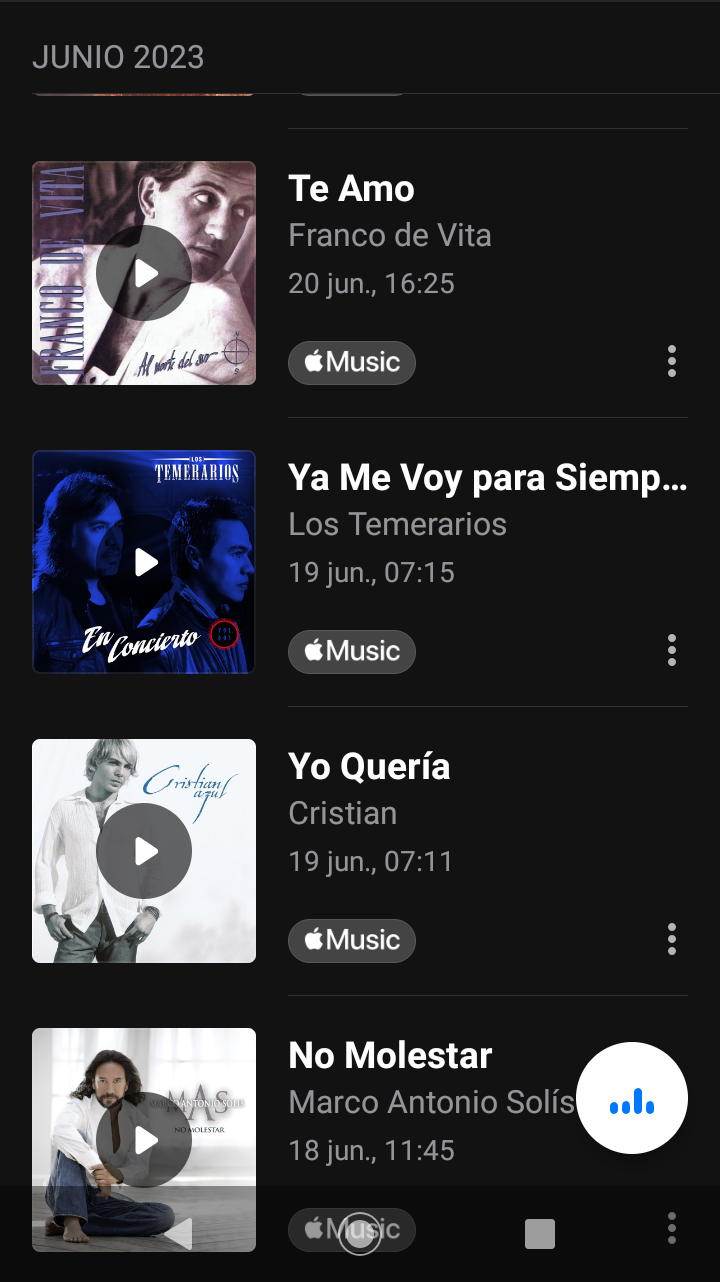 JUNIO 2023
FRANCO DE VITA
Al norte del sur
N
S
Te Amo
Franco de Vita
20 jun., 16:25
Music
LOS
TEMERARIOS
En
Concierto
VOL
DOS
Ya Me Voy para Siemp...
Los Temerarios
19 jun., 07:15
Music
Cristian
azul
Yo Quería
Cristian
19 jun., 07:11
Music
MAS
MARCO ANTONIO SOLÍS
NO MOLESTAR
No Molestar
Marco Antonio Solís
18 jun., 11:45
Music